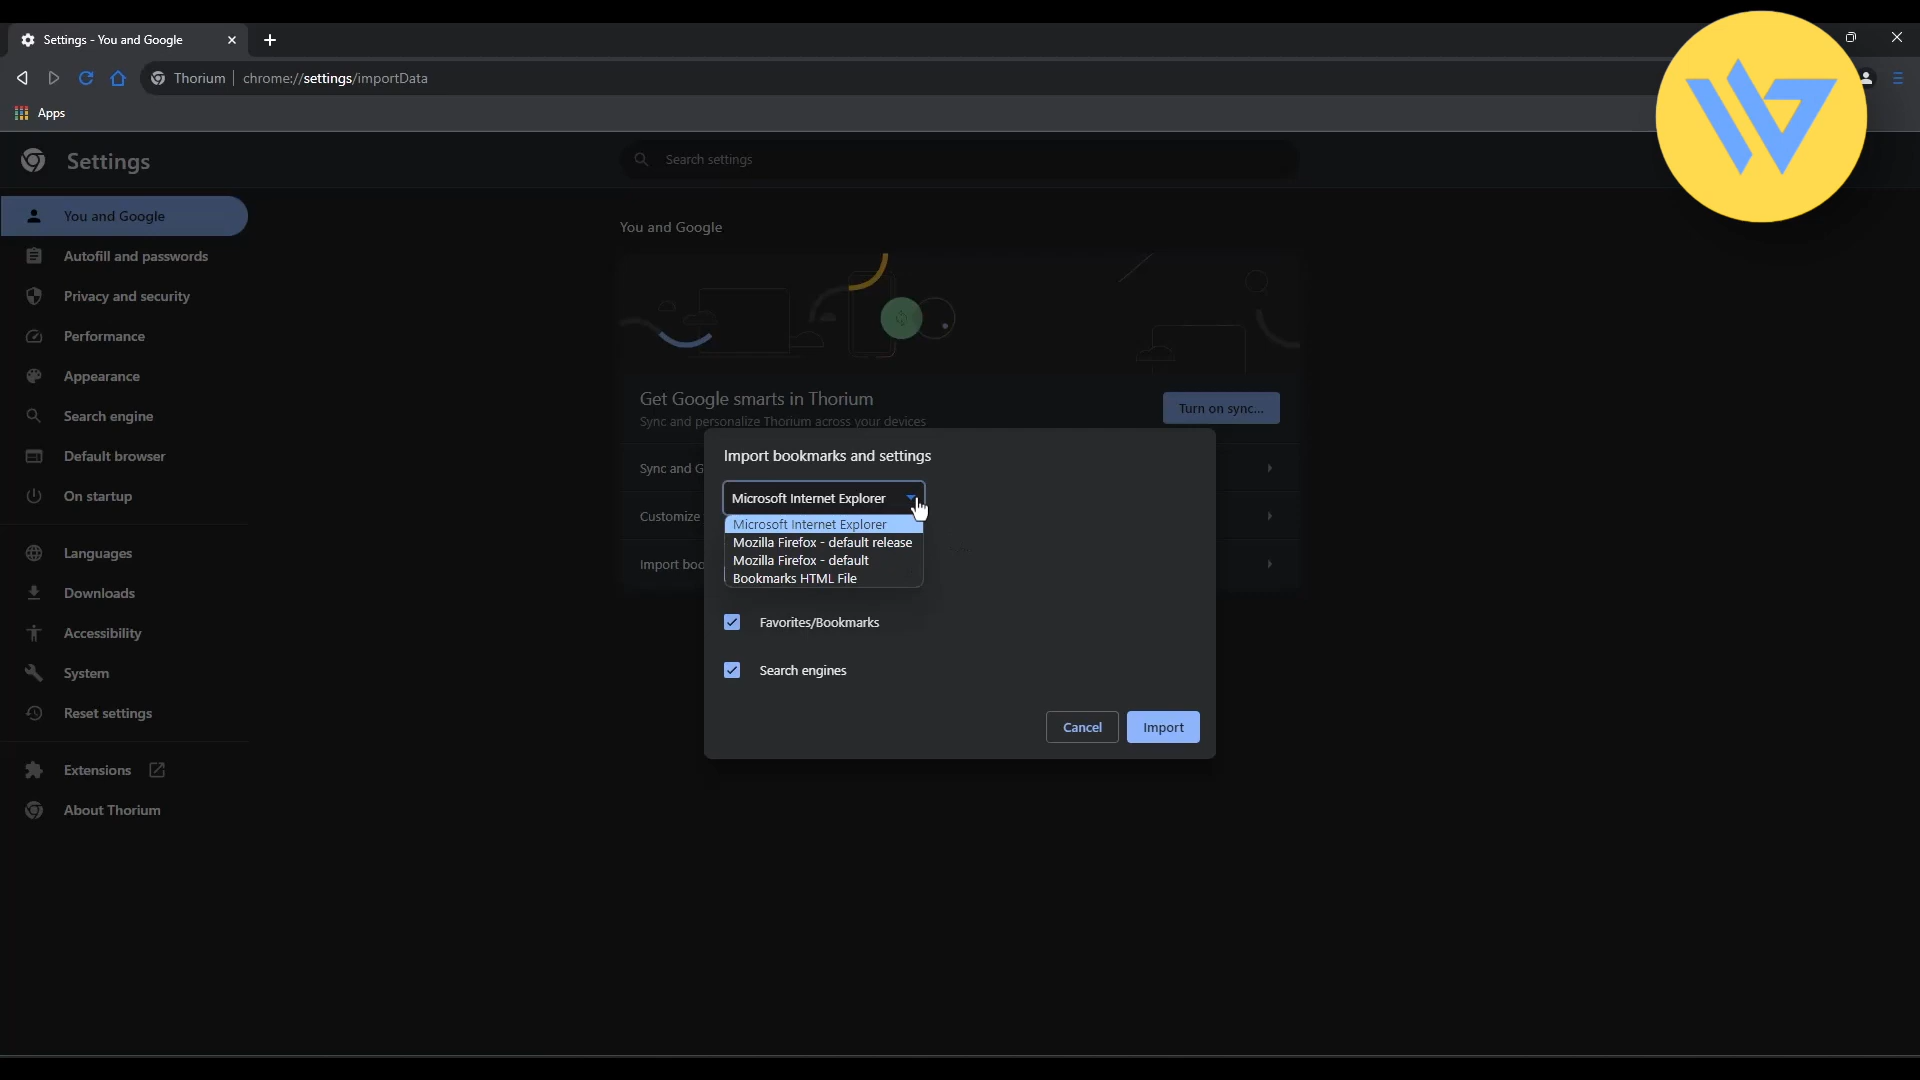 Settings - You and Google
Thorium
chrome://settings/importData
Apps
Settings
Search settings
You and Google
Autofill and passwords
Privacy and security
Performance
Appearance
Search engine
Default browser
On startup
Languages
Downloads
Accessibility
System
Reset settings
Extensions
About Thorium
You and Google
Get Google smarts in Thorium
Sync and personalize Thorium across your devices
Turn on sync...
Sync and G
Customize
Import boo
Import bookmarks and settings
Microsoft Internet Explorer
Microsoft Internet Explorer
Mozilla Firefox - default release
Mozilla Firefox - default
Bookmarks HTML File
Favorites/Bookmarks
Search engines
Cancel
Import